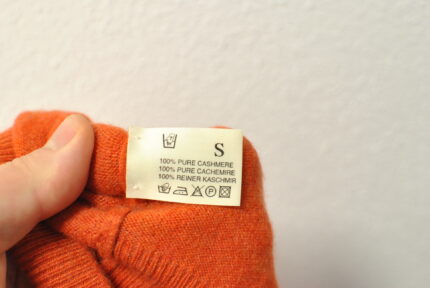 S
100% PURE CASHMERE
100% PURE CACHEMIRE
100% REINER KASCHMIR
P